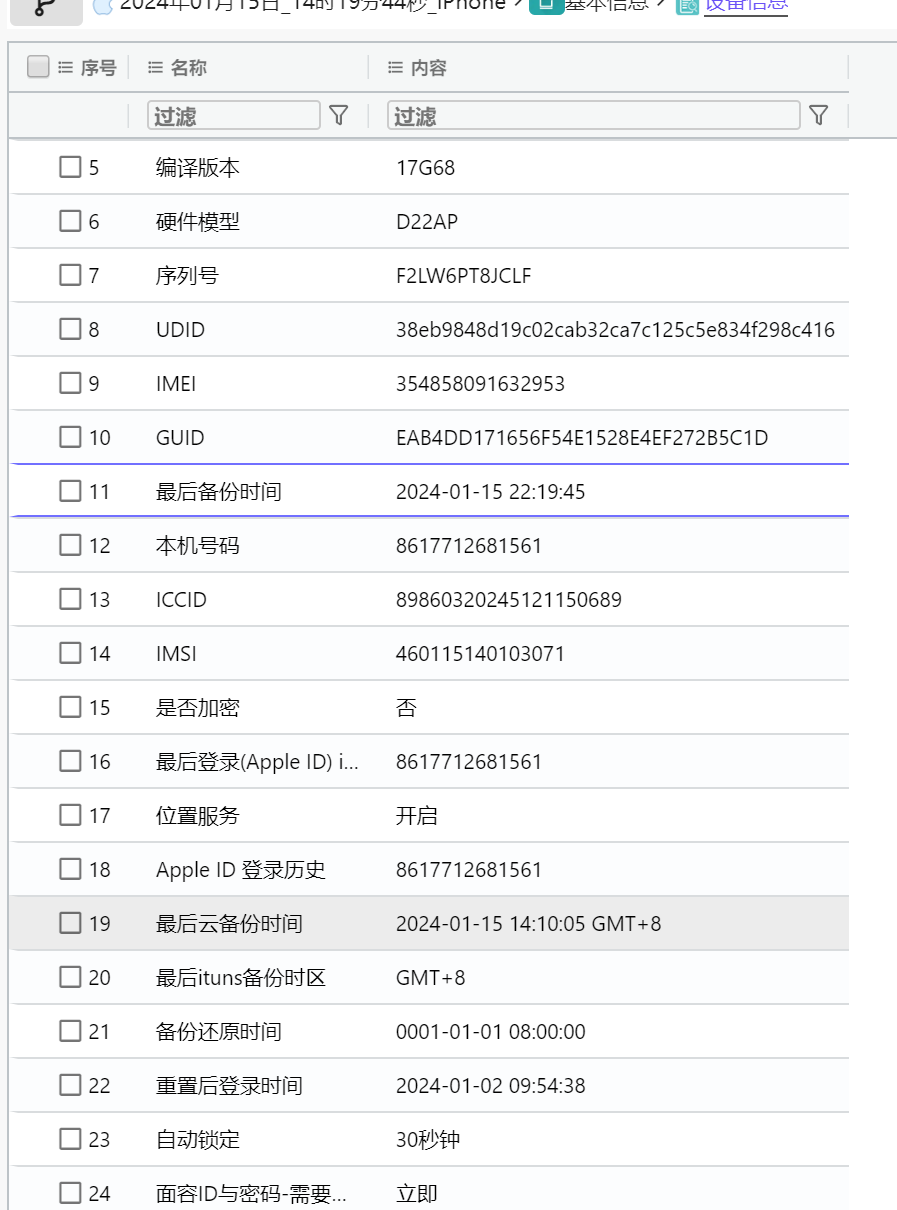 2024年01月15日_14时19分44秒_iPhone > 基本信息 > 设备信息
序号 名称 内容
过滤 过滤
5 编译版本 17G68
6 硬件模型 D22AP
7 序列号 F2LW6PT8JCLF
8 UDID 38eb9848d19c02cab32ca7c125c5e834f298c416
9 IMEI 354858091632953
10 GUID EAB4DD171656F54E1528E4EF272B5C1D
11 最后备份时间 2024-01-15 22:19:45
12 本机号码 8617712681561
13 ICCID 89860320245121150689
14 IMSI 460115140103071
15 是否加密 否
16 最后登录(Apple ID) i... 8617712681561
17 位置服务 开启
18 Apple ID 登录历史 8617712681561
19 最后云备份时间 2024-01-15 14:10:05 GMT+8
20 最后ituns备份时区 GMT+8
21 备份还原时间 0001-01-01 08:00:00
22 重置后登录时间 2024-01-02 09:54:38
23 自动锁定 30秒钟
24 面容ID与密码-需要... 立即